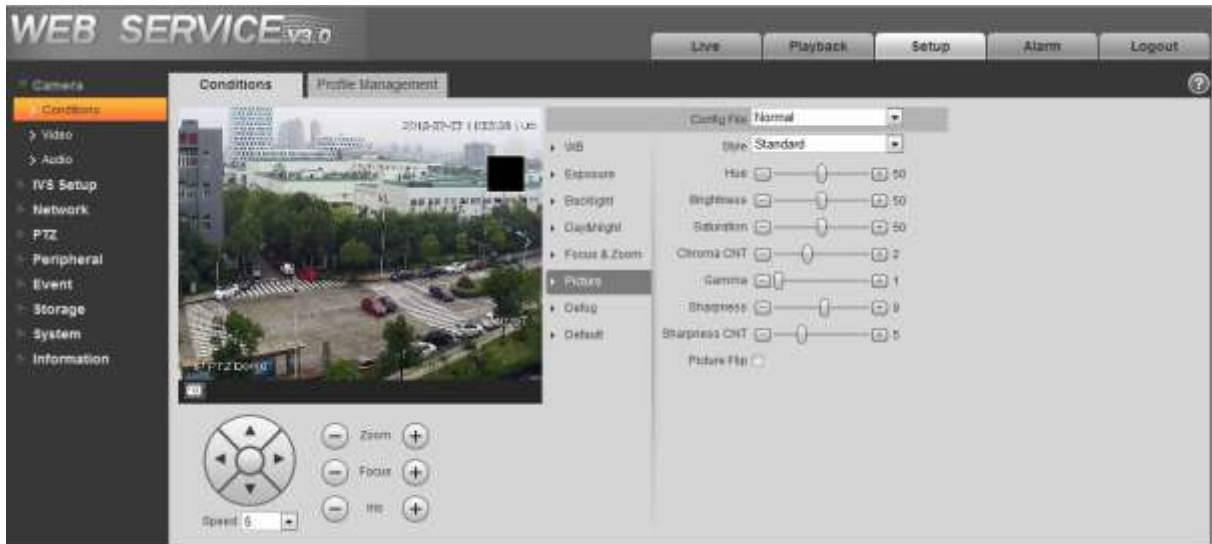 WEB SERVICE V3.0
Live Playback Setup Alarm Logout
Camera
Conditions
Video
Audio
IVS Setup
Network
PTZ
Peripheral
Event
Storage
System
Information
Conditions Profile Management
IP PTZ Dome
Zoom
Focus
Iris
Speed 5
WB
Exposure
Backlight
Day&Night
Focus & Zoom
Picture
Defog
Default
Config File Normal
Style Standard
Hue 50
Brightness 50
Saturation 50
Chroma CNT 2
Gamma 1
Sharpness 9
Sharpness CNT 5
Picture Flip